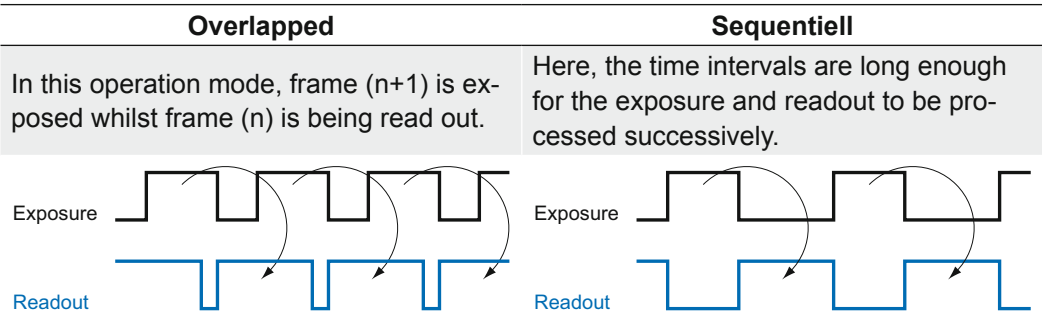 Overlapped
Sequentiell
In this operation mode, frame (n+1) is ex-
posed whilst frame (n) is being read out.
Here, the time intervals are long enough
for the exposure and readout to be pro-
cessed successively.
Exposure
Readout
Exposure
Readout